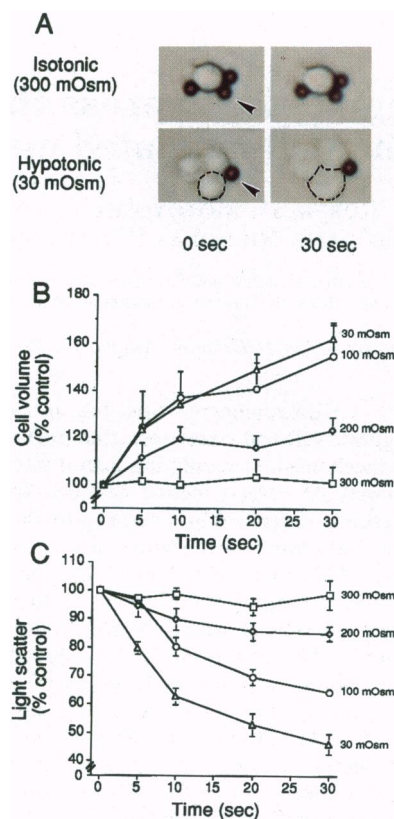 A
Isotonic
(300 mOsm)
Hypotonic
(30 mOsm)
0 sec
30 sec
B
Cell volume
(% control)
180
160
140
120
100
30 mOsm
100 mOsm
200 mOsm
300 mOsm
0
5
10
15
20
25
30
Time (sec)
C
Light scatter
(% control)
100
90
80
70
60
50
40
0
300 mOsm
200 mOsm
100 mOsm
30 mOsm
0
5
10
15
20
25
30
Time (sec)